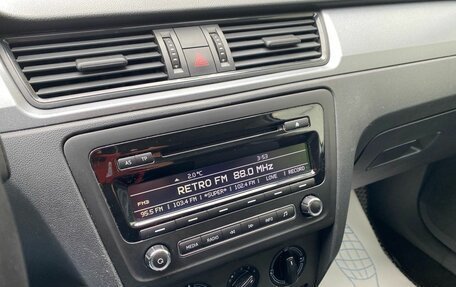 AS TP
2.0 °C 3:53
RETRO FM 88.0 MHz
FM3
95.5 FM | 103.4 FM | *SUPER* | 102.4 FM | LOVE | RECORD
MEDIA RADIO INFO